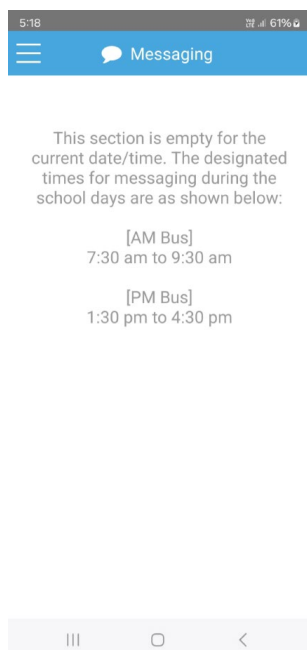 5:18
61%
Messaging
This section is empty for the
current date/time. The designated
times for messaging during the
school days are as shown below:
[AM Bus]
7:30 am to 9:30 am
[PM Bus]
1:30 pm to 4:30 pm